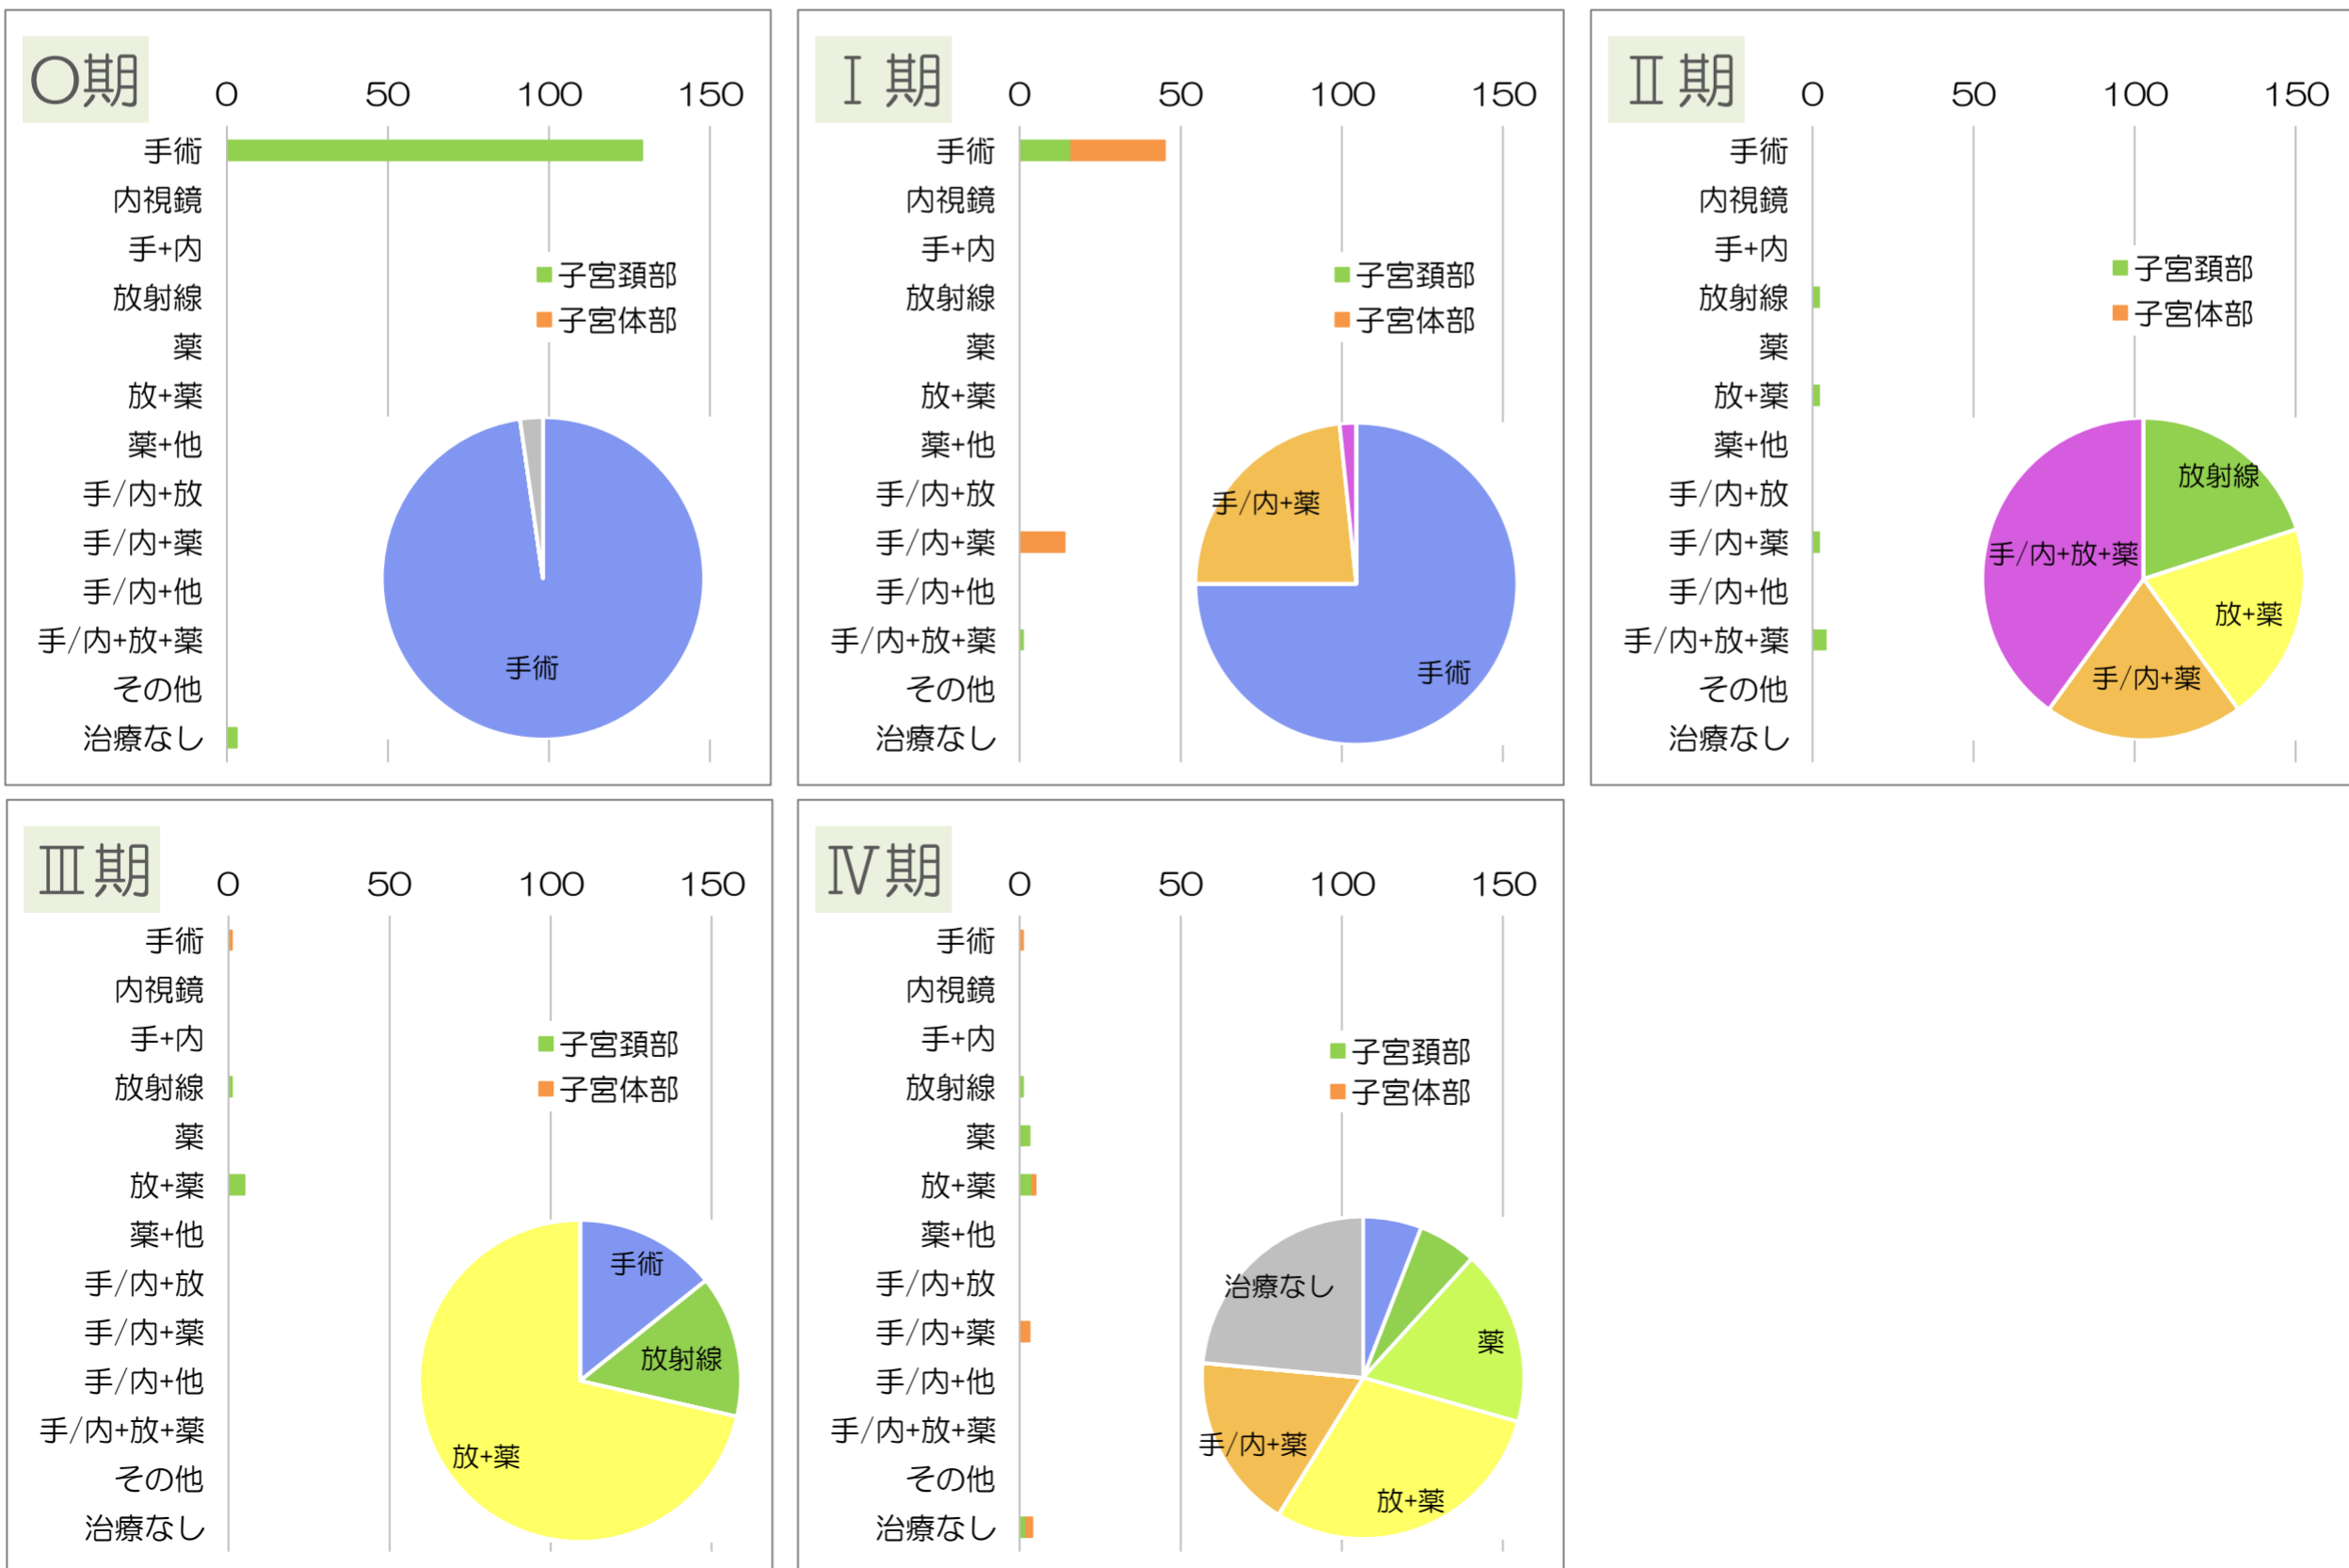 〇期
0 50 100 150
手術
内視鏡
手+内
放射線
薬
放+薬
薬+他
手/内+放
手/内+薬
手/内+他
手/内+放+薬
その他
治療なし
子宮頚部
子宮体部
手術
Ⅰ期
0 50 100 150
手術
内視鏡
手+内
放射線
薬
放+薬
薬+他
手/内+放
手/内+薬
手/内+他
手/内+放+薬
その他
治療なし
子宮頚部
子宮体部
手/内+薬
手術
Ⅱ期
0 50 100 150
手術
内視鏡
手+内
放射線
薬
放+薬
薬+他
手/内+放
手/内+薬
手/内+他
手/内+放+薬
その他
治療なし
子宮頚部
子宮体部
放射線
手/内+放+薬
放+薬
手/内+薬
Ⅲ期
0 50 100 150
手術
内視鏡
手+内
放射線
薬
放+薬
薬+他
手/内+放
手/内+薬
手/内+他
手/内+放+薬
その他
治療なし
子宮頚部
子宮体部
手術
放射線
放+薬
Ⅳ期
0 50 100 150
手術
内視鏡
手+内
放射線
薬
放+薬
薬+他
手/内+放
手/内+薬
手/内+他
手/内+放+薬
その他
治療なし
子宮頚部
子宮体部
治療なし
薬
手/内+薬
放+薬